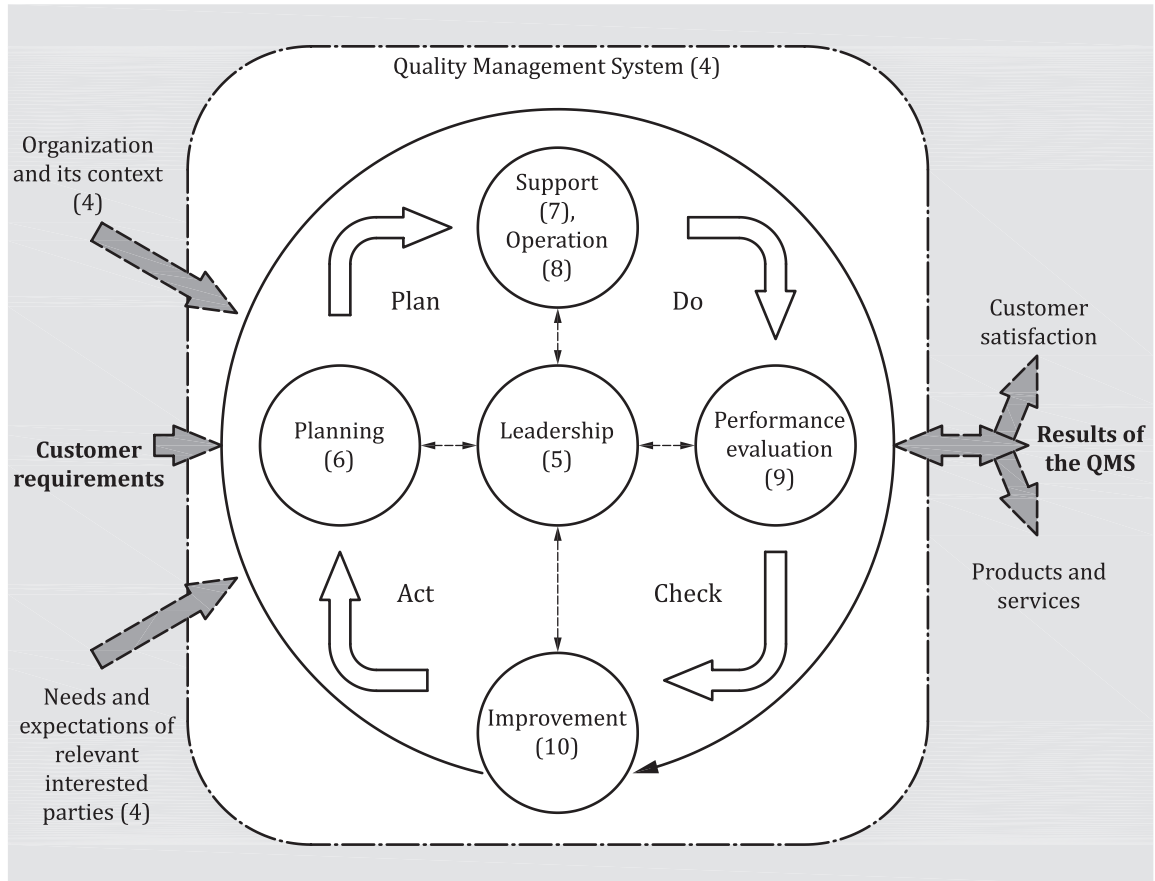 Quality Management System (4)
Organization
and its context
(4)
Support
(7),
Operation
(8)
Plan
Do
Customer
satisfaction
Customer
requirements
Planning
(6)
Leadership
(5)
Performance
evaluation
(9)
Results of
the QMS
Act
Check
Products and
services
Needs and
expectations of
relevant
interested
parties (4)
Improvement
(10)